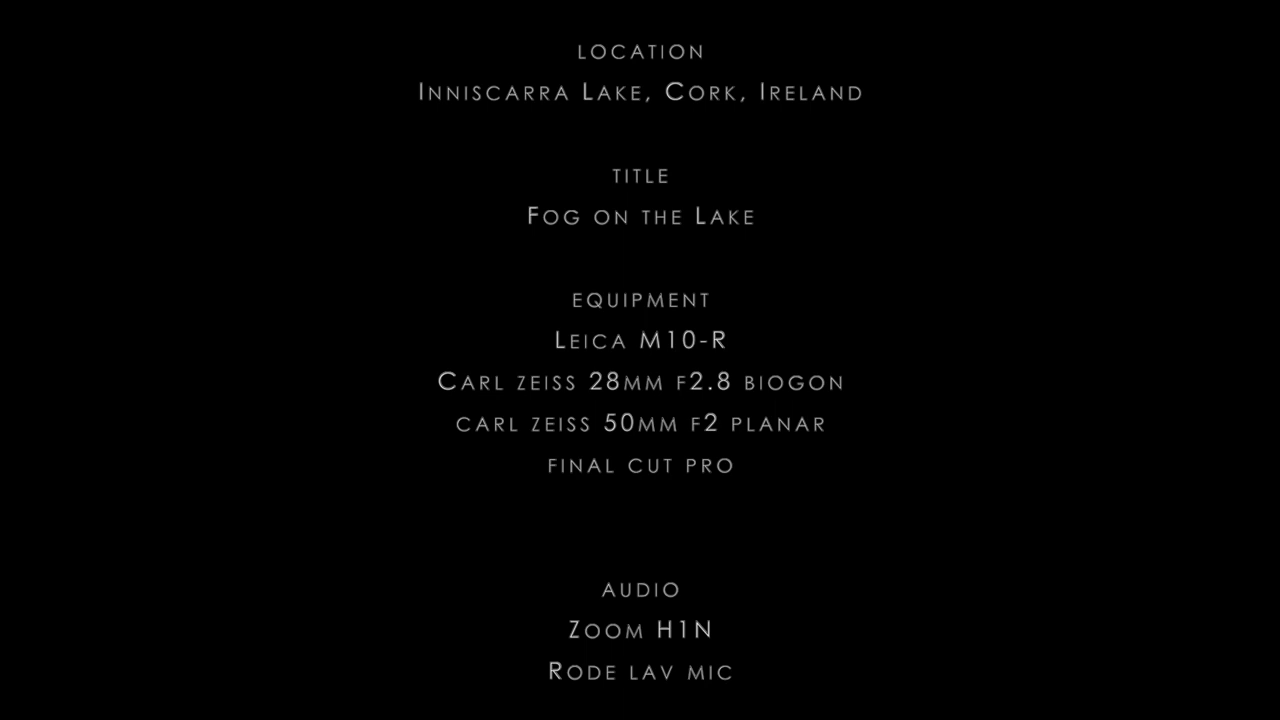 LOCATION
INNISCARRA LAKE, CORK, IRELAND
TITLE
FOG ON THE LAKE
EQUIPMENT
LEICA M10-R
CARL ZEISS 28MM F2.8 BIOGON
CARL ZEISS 50MM F2 PLANAR
FINAL CUT PRO
AUDIO
ZOOM H1N
RODE LAV MIC